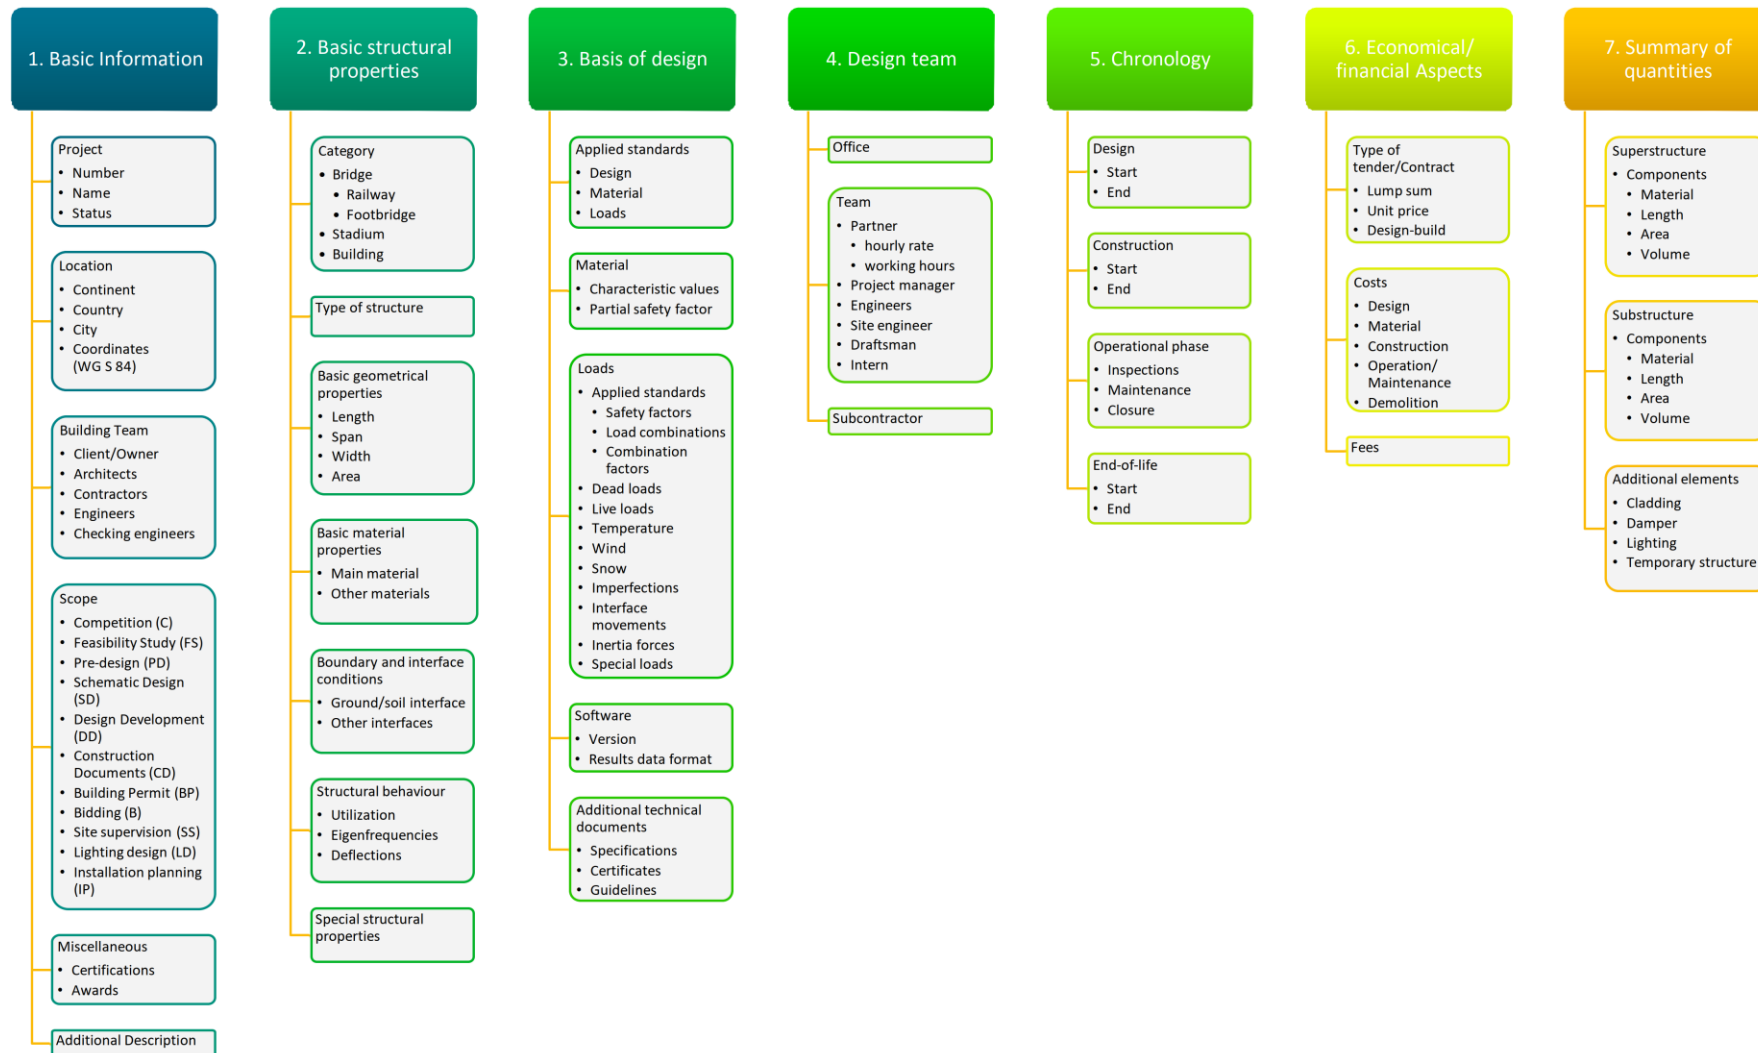 1. Basic Information
Project
• Number
• Name
• Status
Location
• Continent
• Country
• City
• Coordinates
(WG S 84)
Building Team
• Client/Owner
• Architects
• Contractors
• Engineers
• Checking engineers
Scope
• Competition (C)
• Feasibility Study (FS)
• Pre-design (PD)
• Schematic Design
(SD)
• Design Development
(DD)
• Construction
Documents (CD)
• Building Permit (BP)
• Bidding (B)
• Site supervision (SS)
• Lighting design (LD)
• Installation planning
(IP)
Miscellaneous
• Certifications
• Awards
Additional Description
2. Basic structural
properties
Category
• Bridge
• Railway
• Footbridge
• Stadium
• Building
Type of structure
Basic geometrical
properties
• Length
• Span
• Width
• Area
Basic material
properties
• Main material
• Other materials
Boundary and interface
conditions
• Ground/soil interface
• Other interfaces
Structural behaviour
• Utilization
• Eigenfrequencies
• Deflections
Special structural
properties
3. Basis of design
Applied standards
• Design
• Material
• Loads
Material
• Characteristic values
• Partial safety factor
Loads
• Applied standards
• Safety factors
• Load combinations
• Combination
factors
• Dead loads
• Live loads
• Temperature
• Wind
• Snow
• Imperfections
• Interface
movements
• Inertia forces
• Special loads
Software
• Version
• Results data format
Additional technical
documents
• Specifications
• Certificates
• Guidelines
4. Design team
Office
Team
• Partner
• hourly rate
• working hours
• Project manager
• Engineers
• Site engineer
• Draftsman
• Intern
Subcontractor
5. Chronology
Design
• Start
• End
Construction
• Start
• End
Operational phase
• Inspections
• Maintenance
• Closure
End-of-life
• Start
• End
6. Economical/
financial Aspects
Type of
tender/Contract
• Lump sum
• Unit price
• Design-build
Costs
• Design
• Material
• Construction
• Operation/
Maintenance
• Demolition
Fees
7. Summary of
quantities
Superstructure
• Components
• Material
• Length
• Area
• Volume
Substructure
• Components
• Material
• Length
• Area
• Volume
Additional elements
• Cladding
• Damper
• Lighting
• Temporary structure